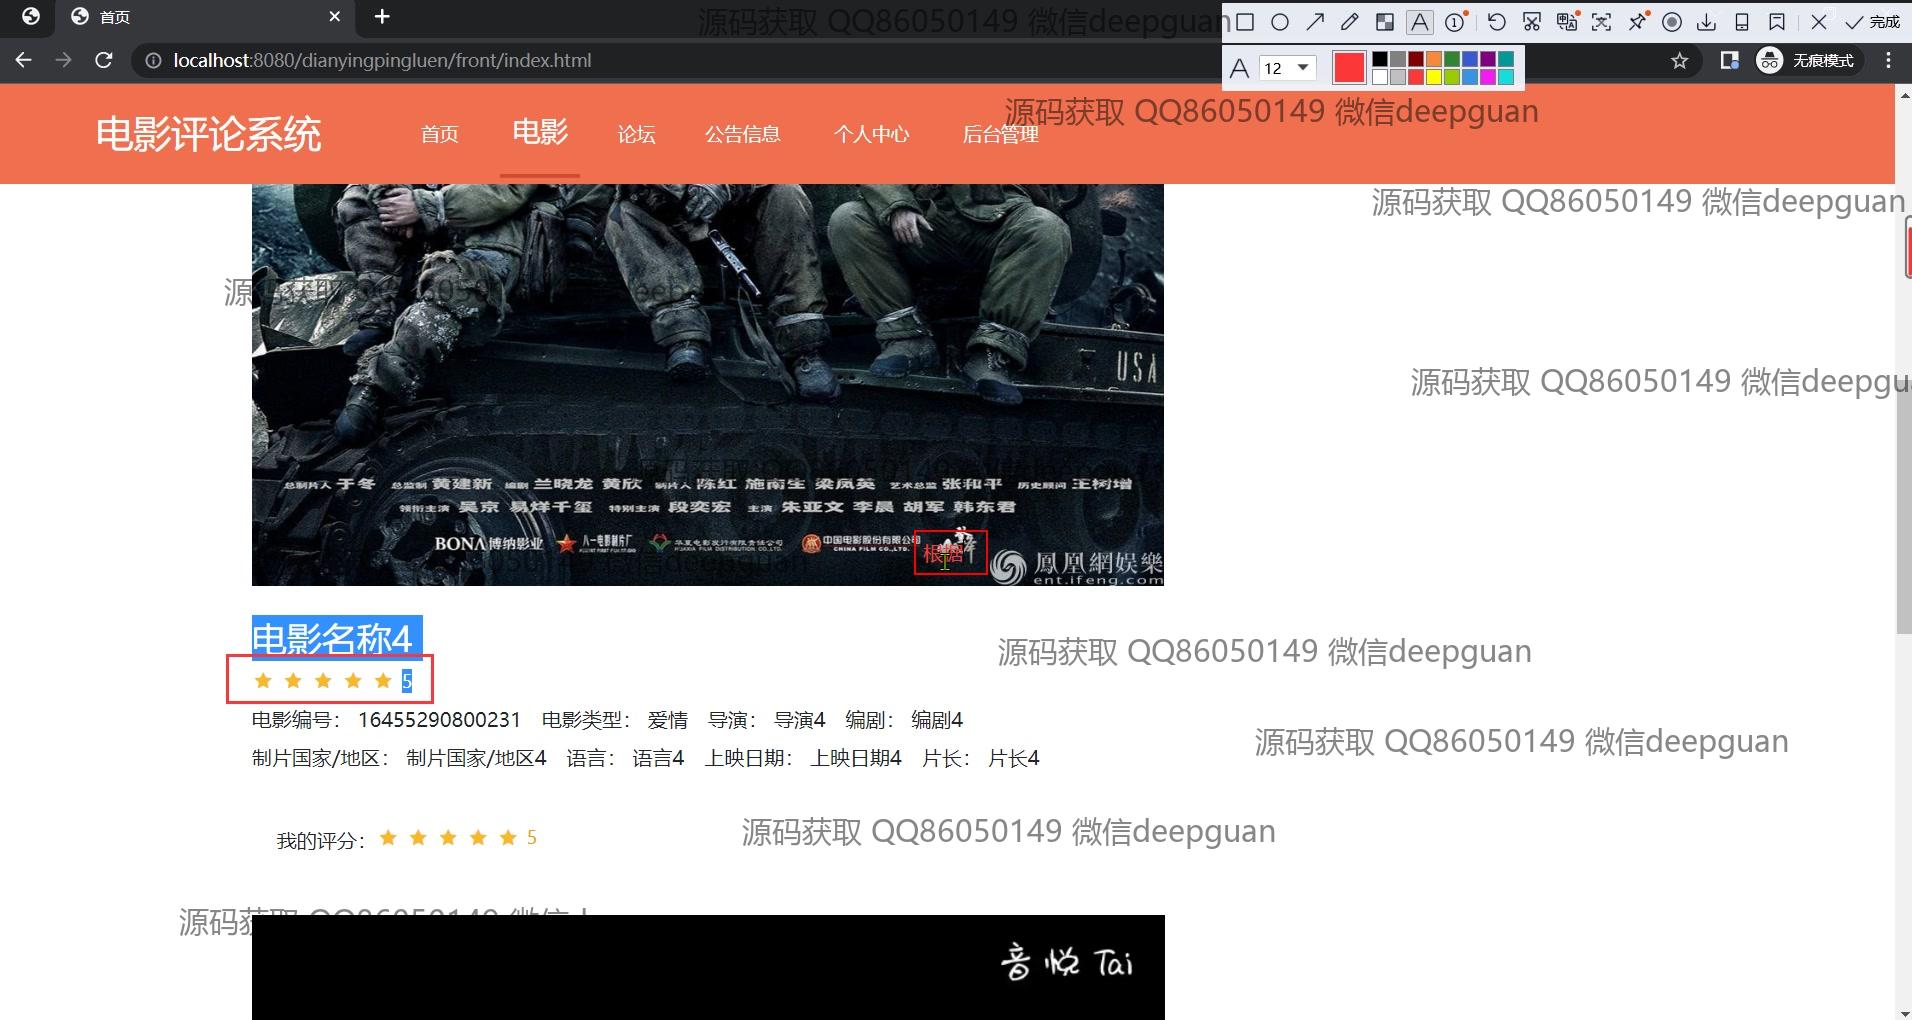 首页
源码获取 QQ86050149 微信deepguan
完成
localhost:8080/dianyingpingluen/front/index.html
12
无痕模式
电影评论系统
首页
电影
论坛
公告信息
个人中心
后台管理
源码获取 QQ86050149 微信deepguan
源码获取 QQ86050149 微信deepguan
USA
源码获取 QQ86050149 微信deepgu
总制片人 于冬 总监制 黄建新 编剧 兰晓龙 黄欣 制片人 陈红 施南生 梁凤英 艺术总监 张和平 历史顾问 王树增
领衔主演 吴京 易烊千玺 特别主演 段奕宏 主演 朱亚文 李晨 胡军 韩东君
BONA博纳影业 八一电影制片厂 华夏电影发行有限责任公司 HUAXIA FILM DISTRIBUTION CO.LTD. 中国电影股份有限公司 CHINA FILM CO.,LTD.
根据
凤凰網娱樂
ent.ifeng.com
电影名称4
5
源码获取 QQ86050149 微信deepguan
电影编号： 16455290800231 电影类型： 爱情 导演： 导演4 编剧： 编剧4
制片国家/地区： 制片国家/地区4 语言： 语言4 上映日期： 上映日期4 片长： 片长4
源码获取 QQ86050149 微信deepguan
我的评分： 5
源码获取 QQ86050149 微信deepguan
源码获取 QQ86050149 微信d
音悦 Tai